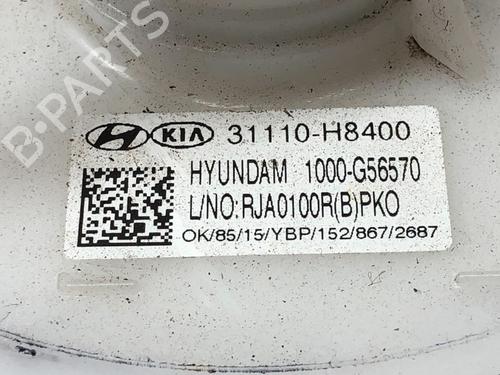 B-PARTS
KIA 31110-H8400
HYUNDAM 1000-G56570
L/NO:RJA0100R(B)PKO
OK/85/15/YBP/152/867/2687